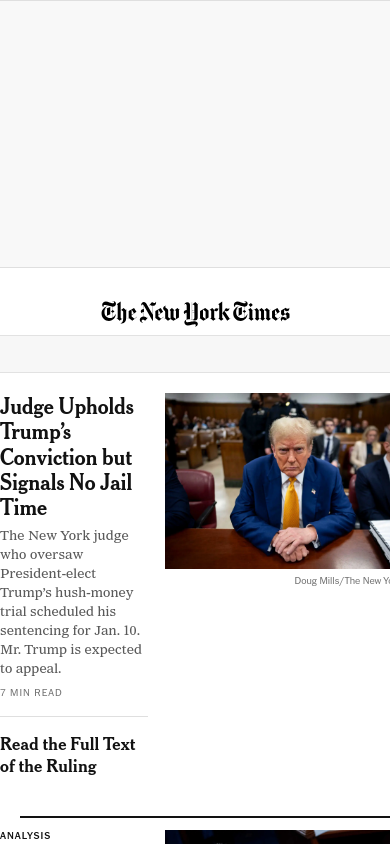 The New York Times
Judge Upholds
Trump's
Conviction but
Signals No Jail
Time
The New York judge
who oversaw
President-elect
Trump's hush-money
trial scheduled his
sentencing for Jan. 10.
Mr. Trump is expected
to appeal.
7 MIN READ
Doug Mills/The New
Read the Full Text
of the Ruling
ANALYSIS